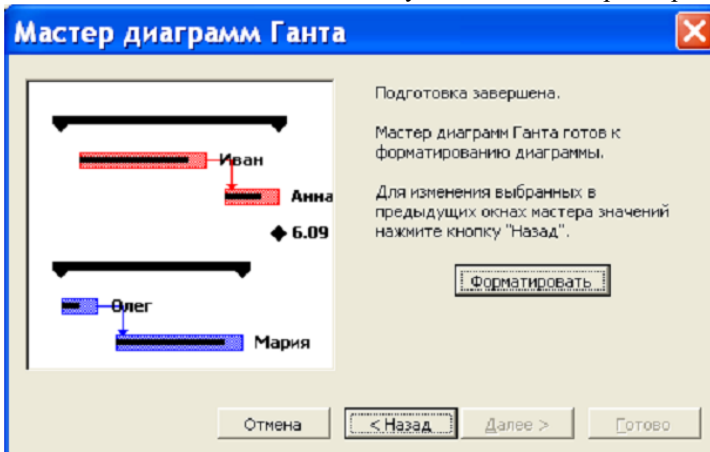 Мастер диаграмм Ганта
Подготовка завершена.
Мастер диаграмм Ганта готов к
форматированию диаграммы.
Для изменения выбранных в
предыдущих окнах мастера значений
нажмите кнопку "Назад".
Форматировать
Иван
Анна
6.09
Олег
Мария
Отмена
< Назад
Далее >
Готово